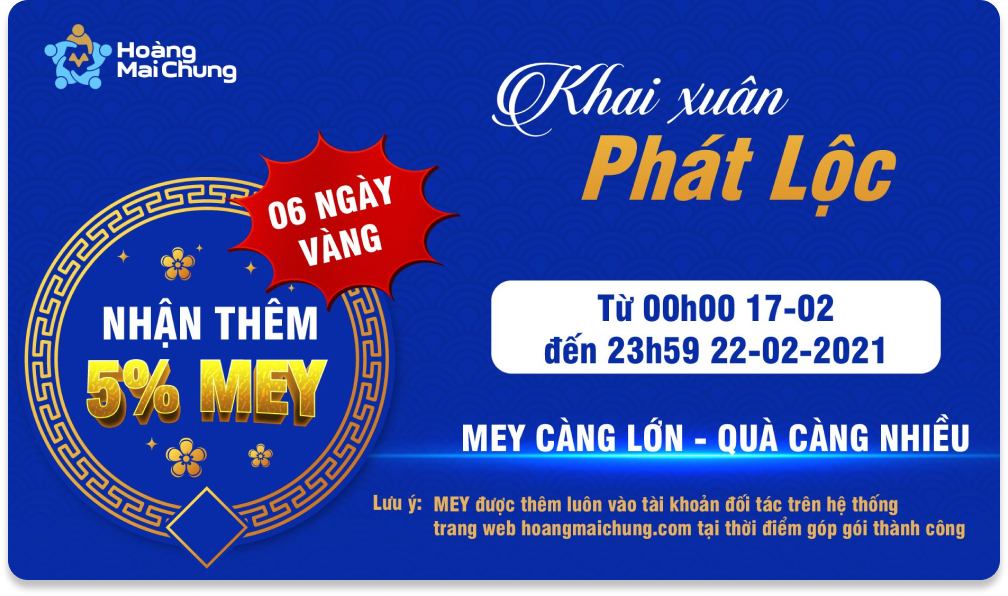 Hoàng
Mai Chung
Khai xuân
Phát Lộc
06 NGÀY
VÀNG
NHẬN THÊM
5% MEY
Từ 00h00 17-02
đến 23h59 22-02-2021
MEY CÀNG LỚN - QUÀ CÀNG NHIỀU
Lưu ý: MEY được thêm luôn vào tài khoản đối tác trên hệ thống
trang web hoangmaichung.com tại thời điểm góp gói thành công